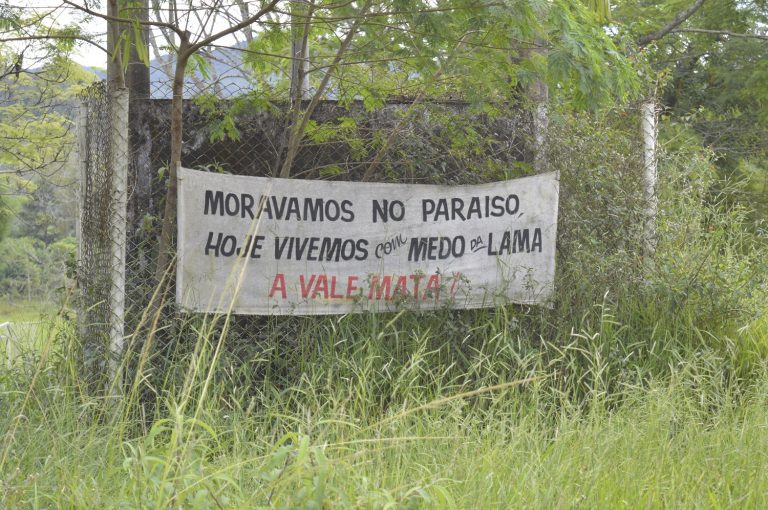 MORAVAMOS NO PARAISO,
HOJE VIVEMOS COM MEDO DA LAMA
A VALE MATA!